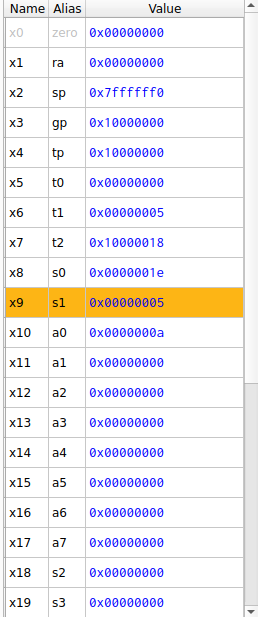 Name Alias Value
x0 zero 0x00000000
x1 ra 0x00000000
x2 sp 0x7ffffff0
x3 gp 0x10000000
x4 tp 0x10000000
x5 t0 0x00000000
x6 t1 0x00000005
x7 t2 0x10000018
x8 s0 0x0000001e
x9 s1 0x00000005
x10 a0 0x0000000a
x11 a1 0x00000000
x12 a2 0x00000000
x13 a3 0x00000000
x14 a4 0x00000000
x15 a5 0x00000000
x16 a6 0x00000000
x17 a7 0x00000000
x18 s2 0x00000000
x19 s3 0x00000000